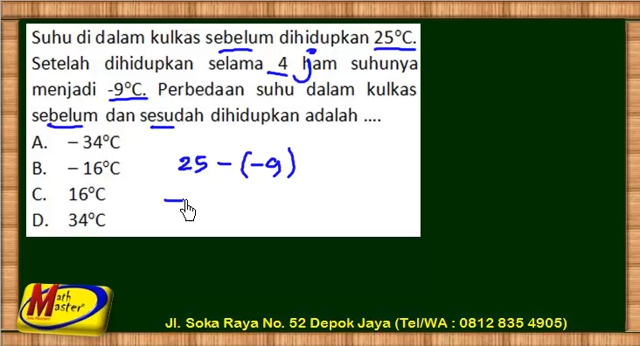 Suhu di dalam kulkas sebelum dihidupkan 25°C.
Setelah dihidupkan selama 4 jam suhunya
menjadi -9°C. Perbedaan suhu dalam kulkas
sebelum dan sesudah dihidupkan adalah ....
A. – 34°C
B. – 16°C
C. 16°C
D. 34°C
25 – (–9)
Math
Master
Jl. Soka Raya No. 52 Depok Jaya (Tel/WA : 0812 835 4905)